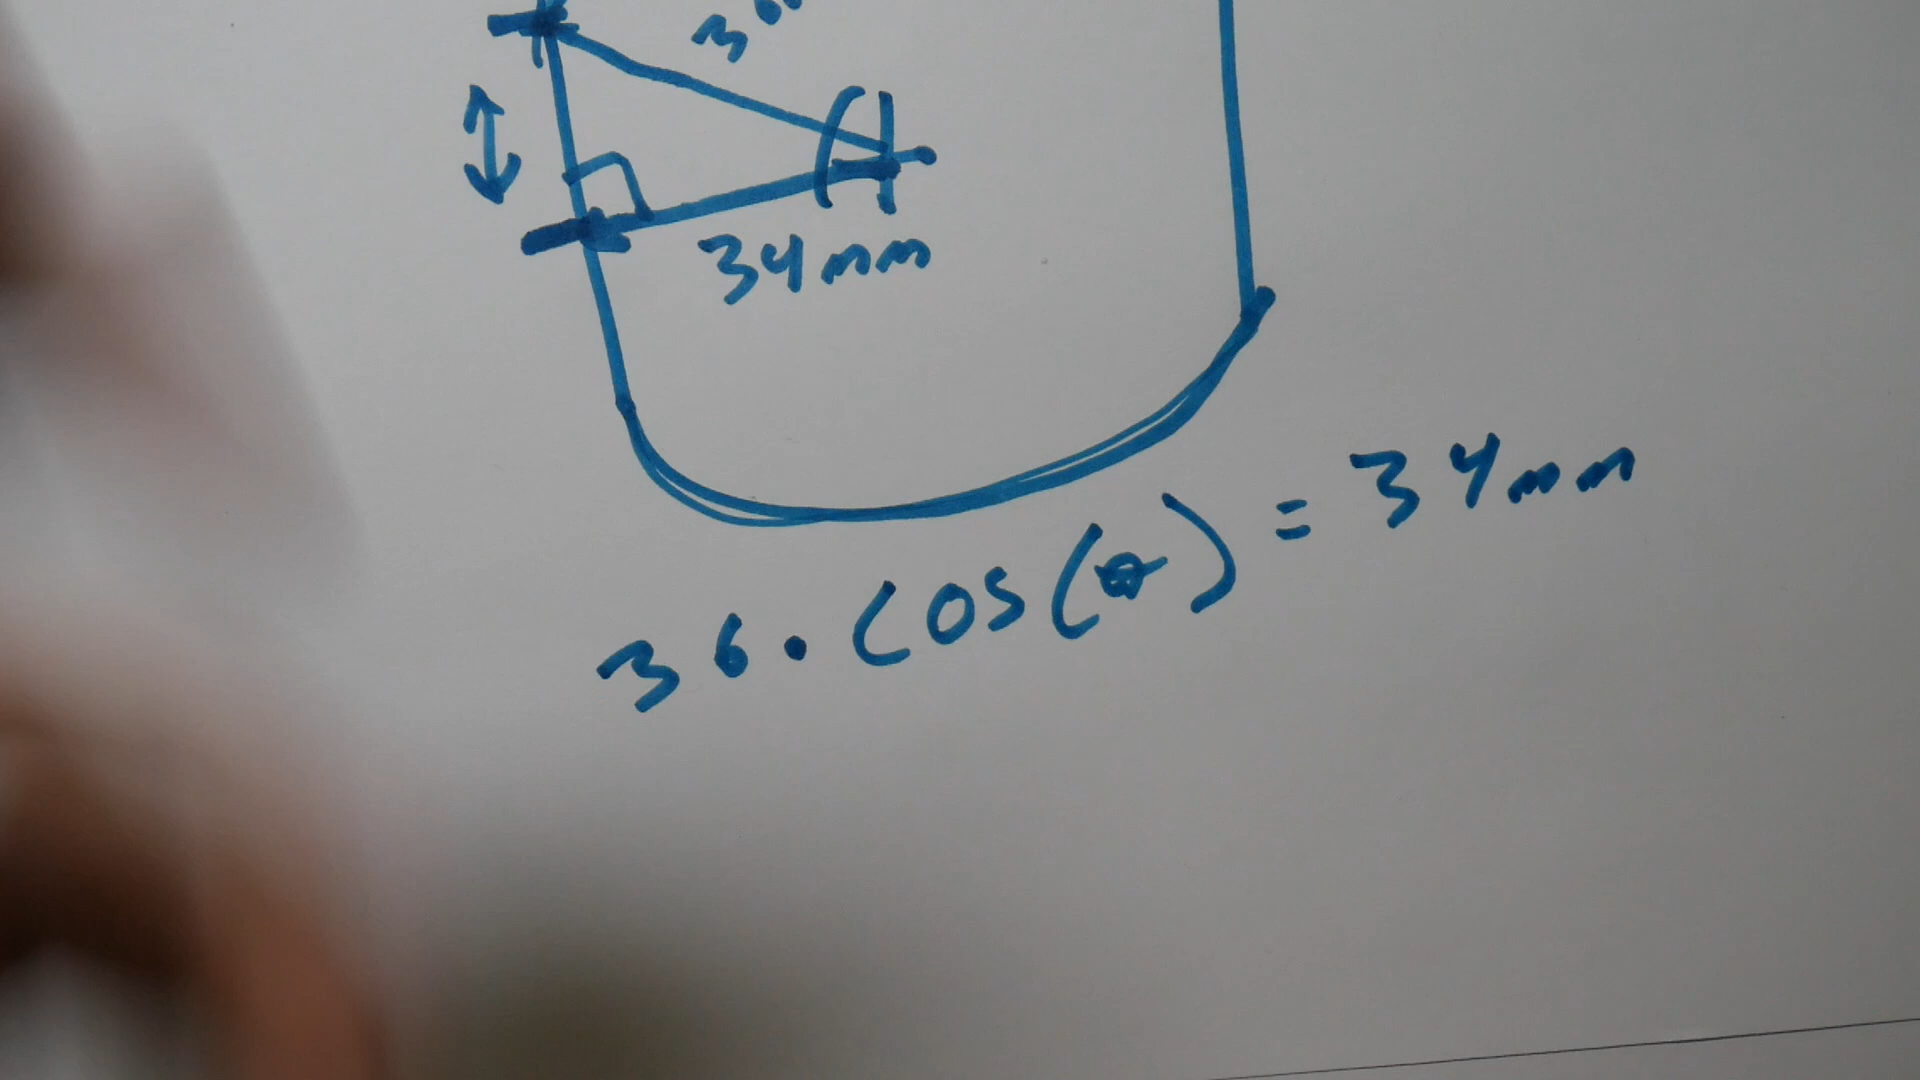 34mm
36 · cos(θ) = 34mm